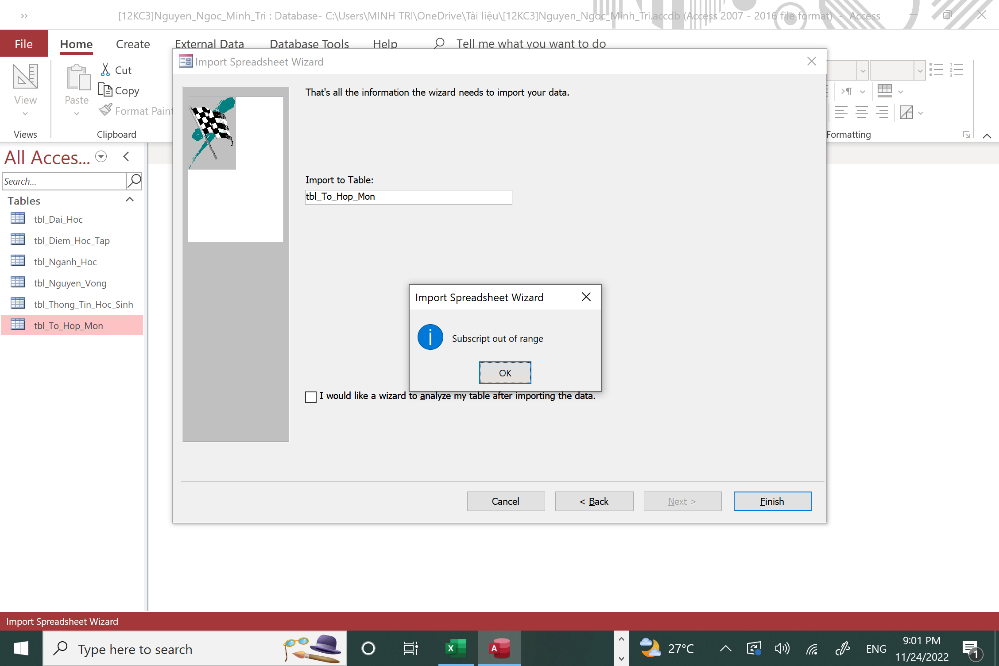 [12KC3]Nguyen_Ngoc_Minh_Tri : Database- C:\Users\MINH TRI\OneDrive\Tài liệu\[12KC3]Nguyen_Ngoc_Minh_Tri.accdb (Access 2007 - 2016 file format) - Access
File Home Create External Data Database Tools Help Tell me what you want to do
View
Paste
Cut
Copy
Format Paint
Views
Clipboard
Formatting
All Acces...
Search...
Tables
tbl_Dai_Hoc
tbl_Diem_Hoc_Tap
tbl_Nganh_Hoc
tbl_Nguyen_Vong
tbl_Thong_Tin_Hoc_Sinh
tbl_To_Hop_Mon
Import Spreadsheet Wizard
That's all the information the wizard needs to import your data.
Import to Table:
tbl_To_Hop_Mon
Import Spreadsheet Wizard
Subscript out of range
OK
I would like a wizard to analyze my table after importing the data.
Cancel
< Back
Next >
Finish
Import Spreadsheet Wizard
Type here to search
27°C
ENG
9:01 PM
11/24/2022
1